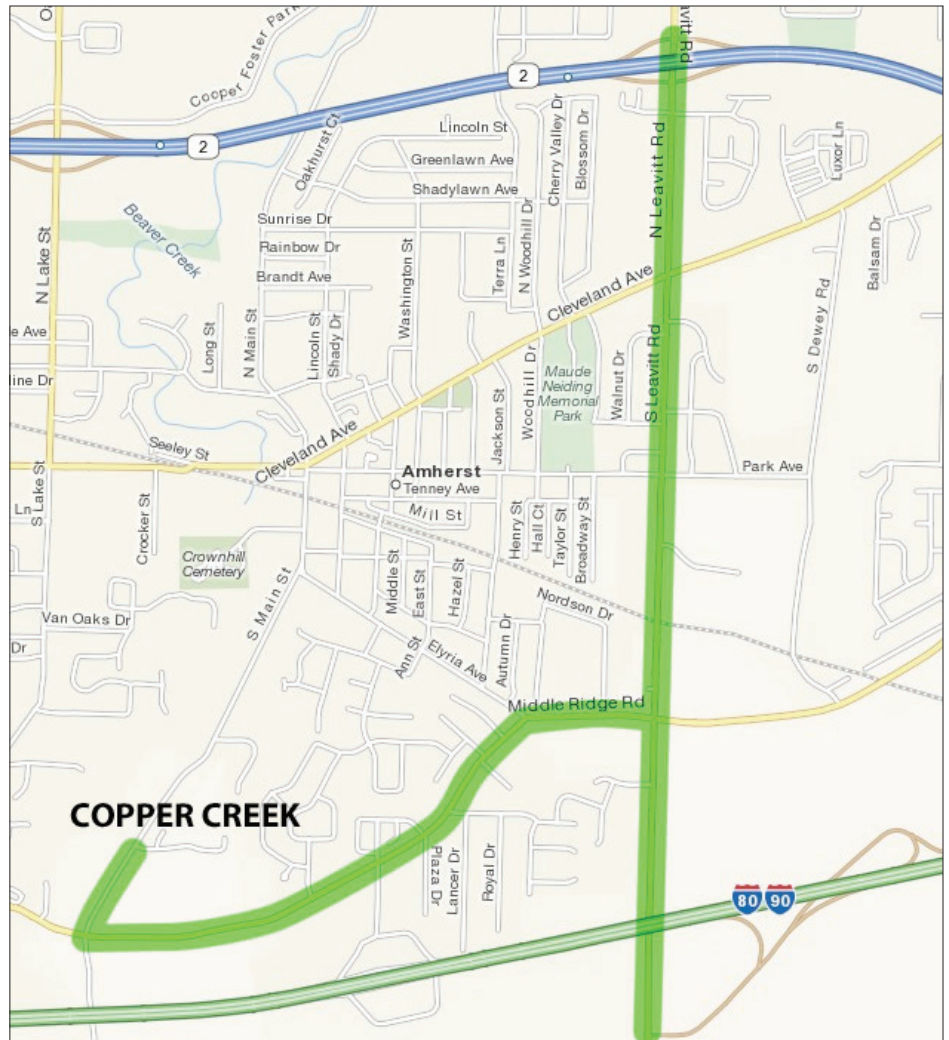 O
Cooper Foster Park
avitt Rd
2
2
Lincoln St
Greenlawn Ave
Shadylawn Ave
Oakhurst Ct
Cherry Valley Dr
Blossom Dr
N Leavitt Rd
Luxor Ln
Beaver Creek
N Lake St
Sunrise Dr
Rainbow Dr
Brandt Ave
Washington St
Terra Ln
N Woodhill Dr
Cleveland Ave
Balsam Dr
S Dewey Rd
e Ave
Long St
N Main St
Lincoln St
Shady Dr
line Dr
Jackson St
Woodhill Dr
Maude
Neiding
Memorial
Park
Walnut Dr
S Leavitt Rd
Seeley St
Cleveland Ave
Amherst
Tenney Ave
Park Ave
Mill St
S Lake St
Ln
Crocker St
Crownhill
Cemetery
Henry St
Hall Ct
Taylor St
Broadway St
Middle St
East St
Hazel St
Nordson Dr
S Main St
Van Oaks Dr
Dr
Ann St
Elyria Ave
Autumn Dr
Middle Ridge Rd
COPPER CREEK
Plaza Dr
Lancer Dr
Royal Dr
80 90